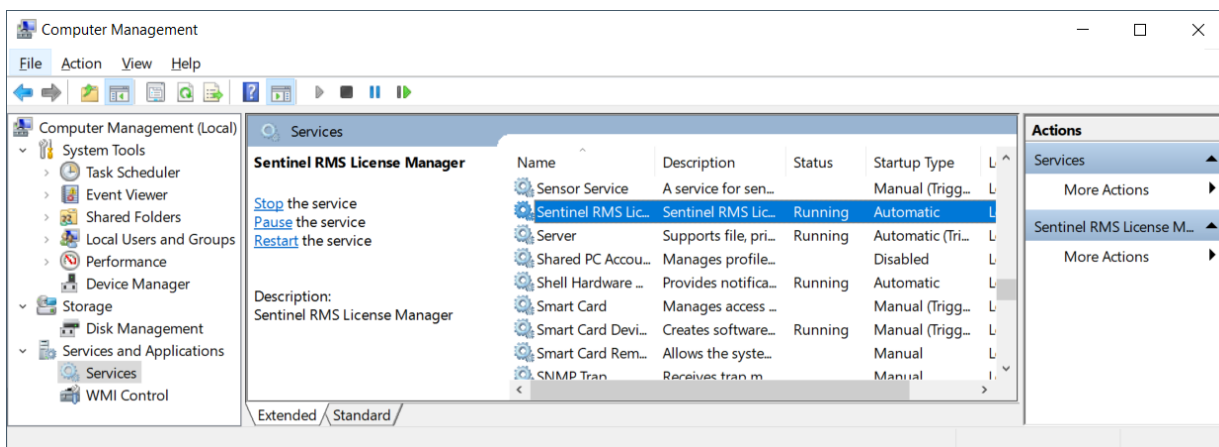 Computer Management
File Action View Help
Computer Management (Local)
System Tools
Task Scheduler
Event Viewer
Shared Folders
Local Users and Groups
Performance
Device Manager
Storage
Disk Management
Services and Applications
Services
WMI Control
Services
Sentinel RMS License Manager
Stop the service
Pause the service
Restart the service
Description:
Sentinel RMS License Manager
Name Description Status Startup Type L
Sensor Service A service for sen... Manual (Trigg... L
Sentinel RMS Lic... Sentinel RMS Lic... Running Automatic L
Server Supports file, pri... Running Automatic (Tri... L
Shared PC Accou... Manages profile... Disabled L
Shell Hardware ... Provides notifica... Running Automatic L
Smart Card Manages access ... Manual (Trigg... L
Smart Card Devi... Creates software... Running Manual (Trigg... L
Smart Card Rem... Allows the syste... Manual L
SNMP Trap Receives trap m... Manual L
Extended Standard
Actions
Services
More Actions
Sentinel RMS License M...
More Actions